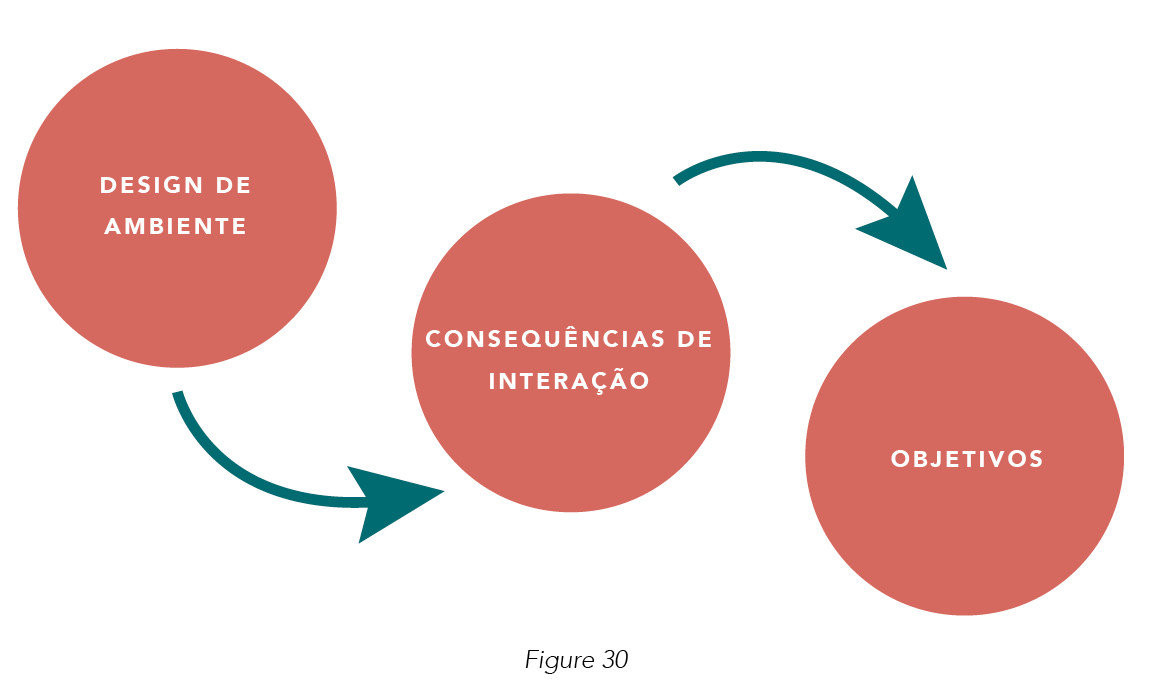 DESIGN DE
AMBIENTE
CONSEQUÊNCIAS DE
INTERAÇÃO
OBJETIVOS
Figure 30